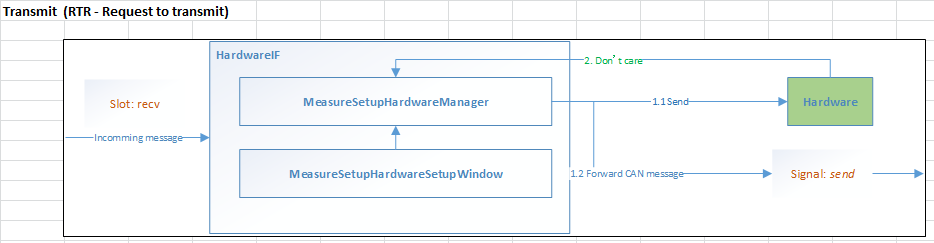 Transmit (RTR - Request to transmit)
HardwareIF
2. Don't care
Slot: recv
MeasureSetupHardwareManager
1.1 Send
Hardware
Incomming message
MeasureSetupHardwareSetupWindow
1.2 Forward CAN message
Signal: send